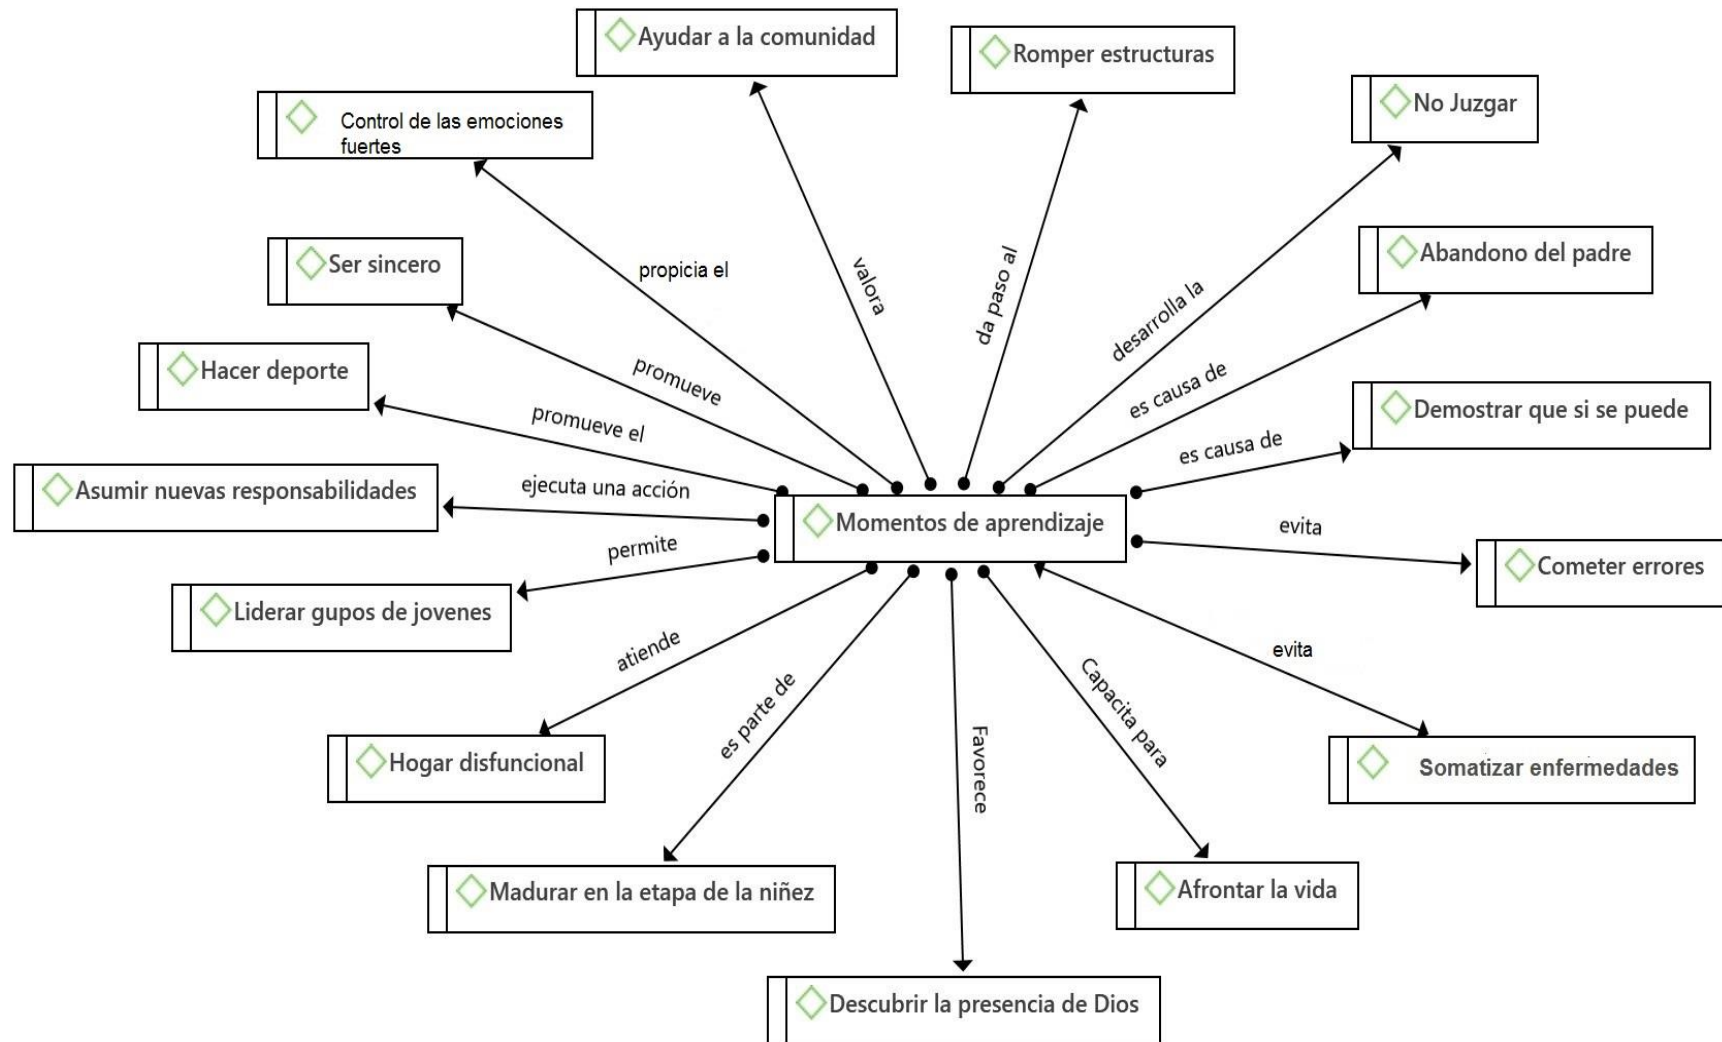 Ayudar a la comunidad
Romper estructuras
No Juzgar
Control de las emociones
fuertes
Abandono del padre
Ser sincero
propicia el
valora
da paso al
desarrolla la
Hacer deporte
promueve
es causa de
Demostrar que si se puede
promueve el
es causa de
Asumir nuevas responsabilidades
ejecuta una acción
Momentos de aprendizaje
evita
Cometer errores
permite
Liderar gupos de jovenes
atiende
es parte de
Favorece
Capacita para
evita
Hogar disfuncional
Somatizar enfermedades
Madurar en la etapa de la niñez
Afrontar la vida
Descubrir la presencia de Dios